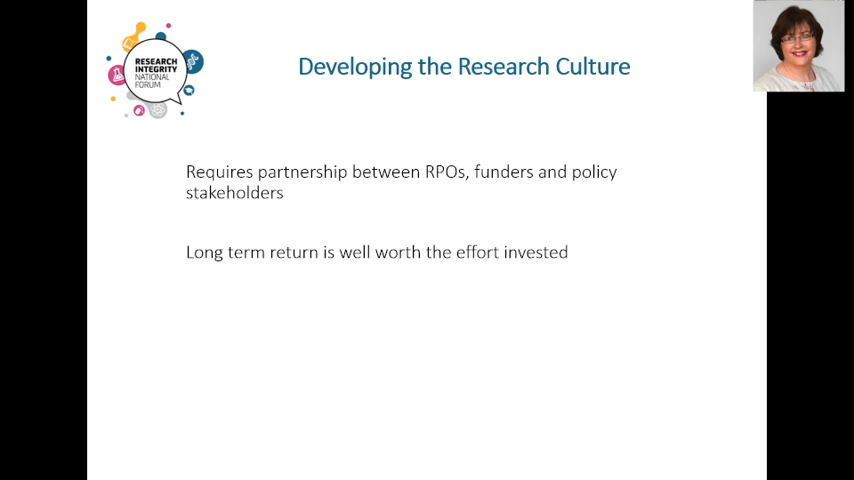 RESEARCH
INTEGRITY
NATIONAL
FORUM
Developing the Research Culture
Requires partnership between RPOs, funders and policy
stakeholders
Long term return is well worth the effort invested